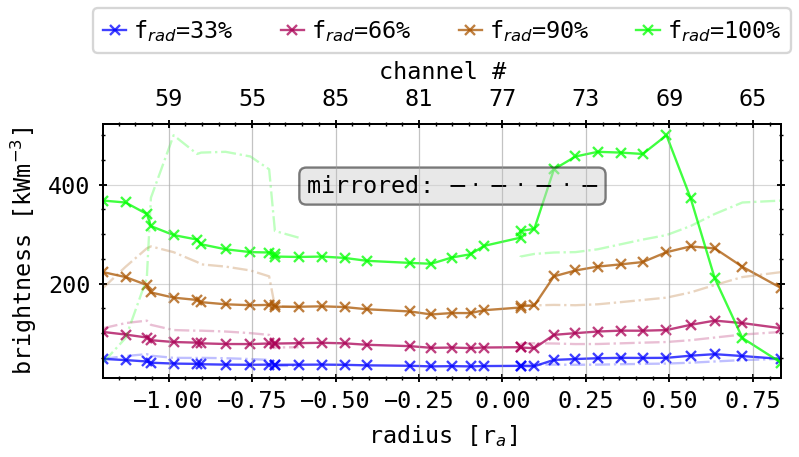 f_rad=33% f_rad=66% f_rad=90% f_rad=100%
channel #
59 55 85 81 77 73 69 65
brightness [kWm⁻³]
400
200
mirrored: — · — · — · —
−1.00 −0.75 −0.50 −0.25 0.00 0.25 0.50 0.75
radius [r_a]